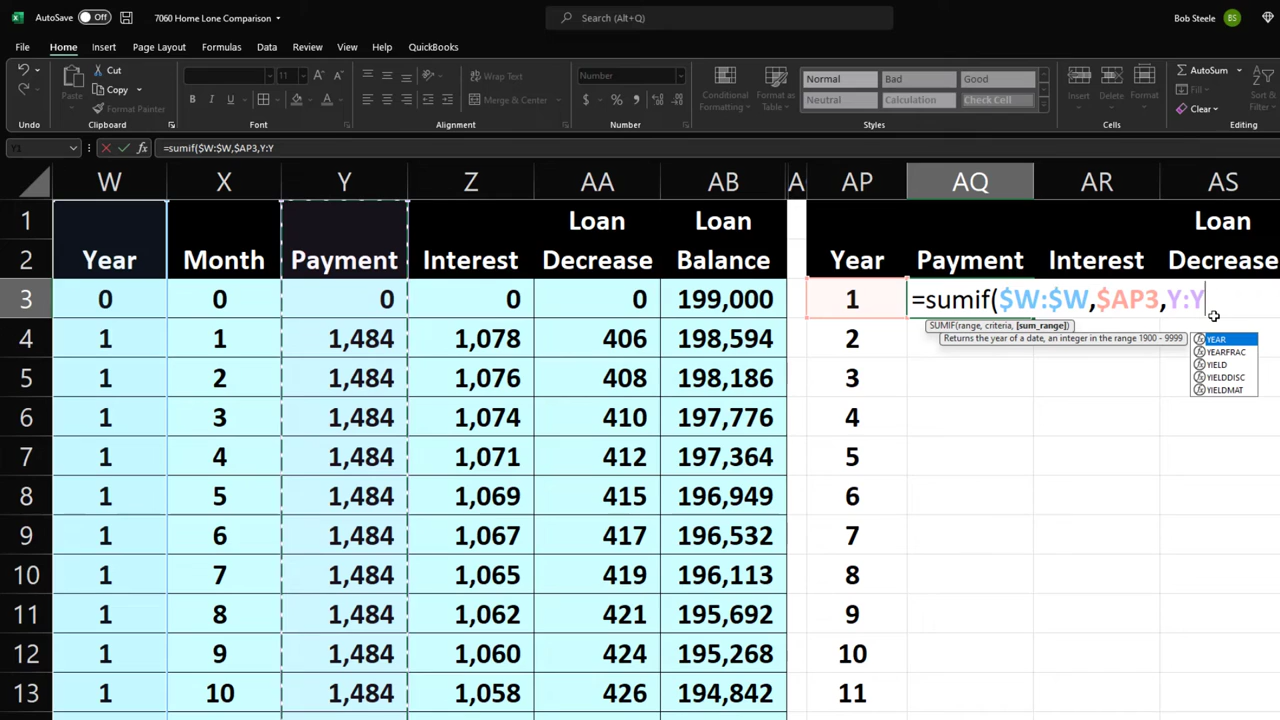 AutoSave Off 7060 Home Lone Comparison Search (Alt+Q) Bob Steele BS
File Home Insert Page Layout Formulas Data Review View Help QuickBooks
Paste Cut Copy Format Painter 11 B I U Wrap Text Merge & Center Number $ % Conditional Formatting Format as Table Normal Bad Good Neutral Calculation Check Cell Insert Delete Format AutoSum Fill Clear Sort & Filter
Undo Clipboard Font Alignment Number Styles Cells Editing
Y1 fx =sumif($W:$W,$AP3,Y:Y
W X Y Z AA AB A AP AQ AR AS
1 Loan Loan Loan
2 Year Month Payment Interest Decrease Balance Year Payment Interest Decrease
3 0 0 0 0 0 199,000 1 =sumif($W:$W,$AP3,Y:Y
SUMIF(range, criteria, [sum_range])
Returns the year of a date, an integer in the range 1900 - 9999
YEAR
YEARFRAC
YIELD
YIELDDISC
YIELDMAT
4 1 1 1,484 1,078 406 198,594 2
5 1 2 1,484 1,076 408 198,186 3
6 1 3 1,484 1,074 410 197,776 4
7 1 4 1,484 1,071 412 197,364 5
8 1 5 1,484 1,069 415 196,949 6
9 1 6 1,484 1,067 417 196,532 7
10 1 7 1,484 1,065 419 196,113 8
11 1 8 1,484 1,062 421 195,692 9
12 1 9 1,484 1,060 424 195,268 10
13 1 10 1,484 1,058 426 194,842 11